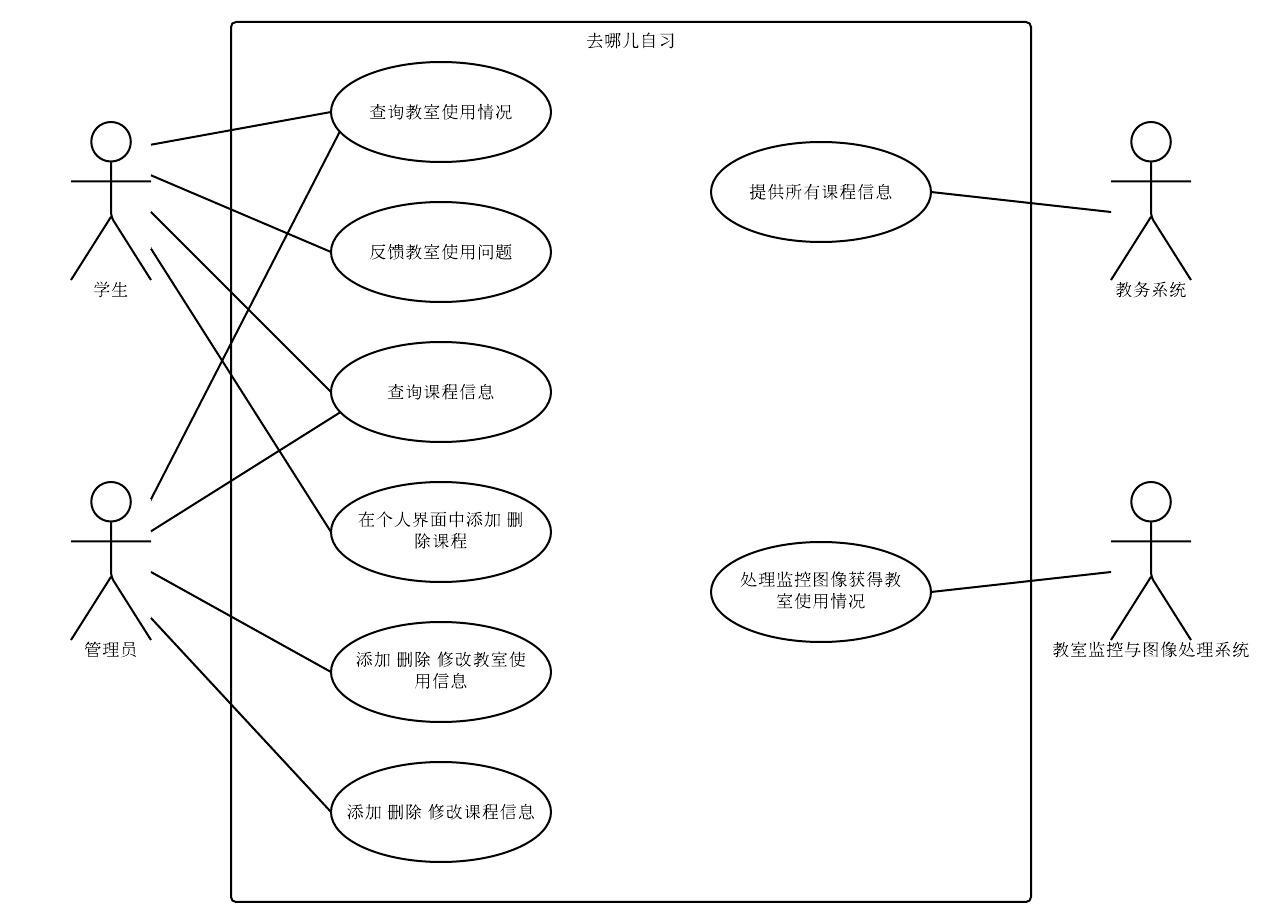 去哪儿自习
查询教室使用情况
提供所有课程信息
反馈教室使用问题
学生
教务系统
查询课程信息
在个人界面中添加 删
除课程
处理监控图像获得教
室使用情况
管理员
教室监控与图像处理系统
添加 删除 修改教室使
用信息
添加 删除 修改课程信息